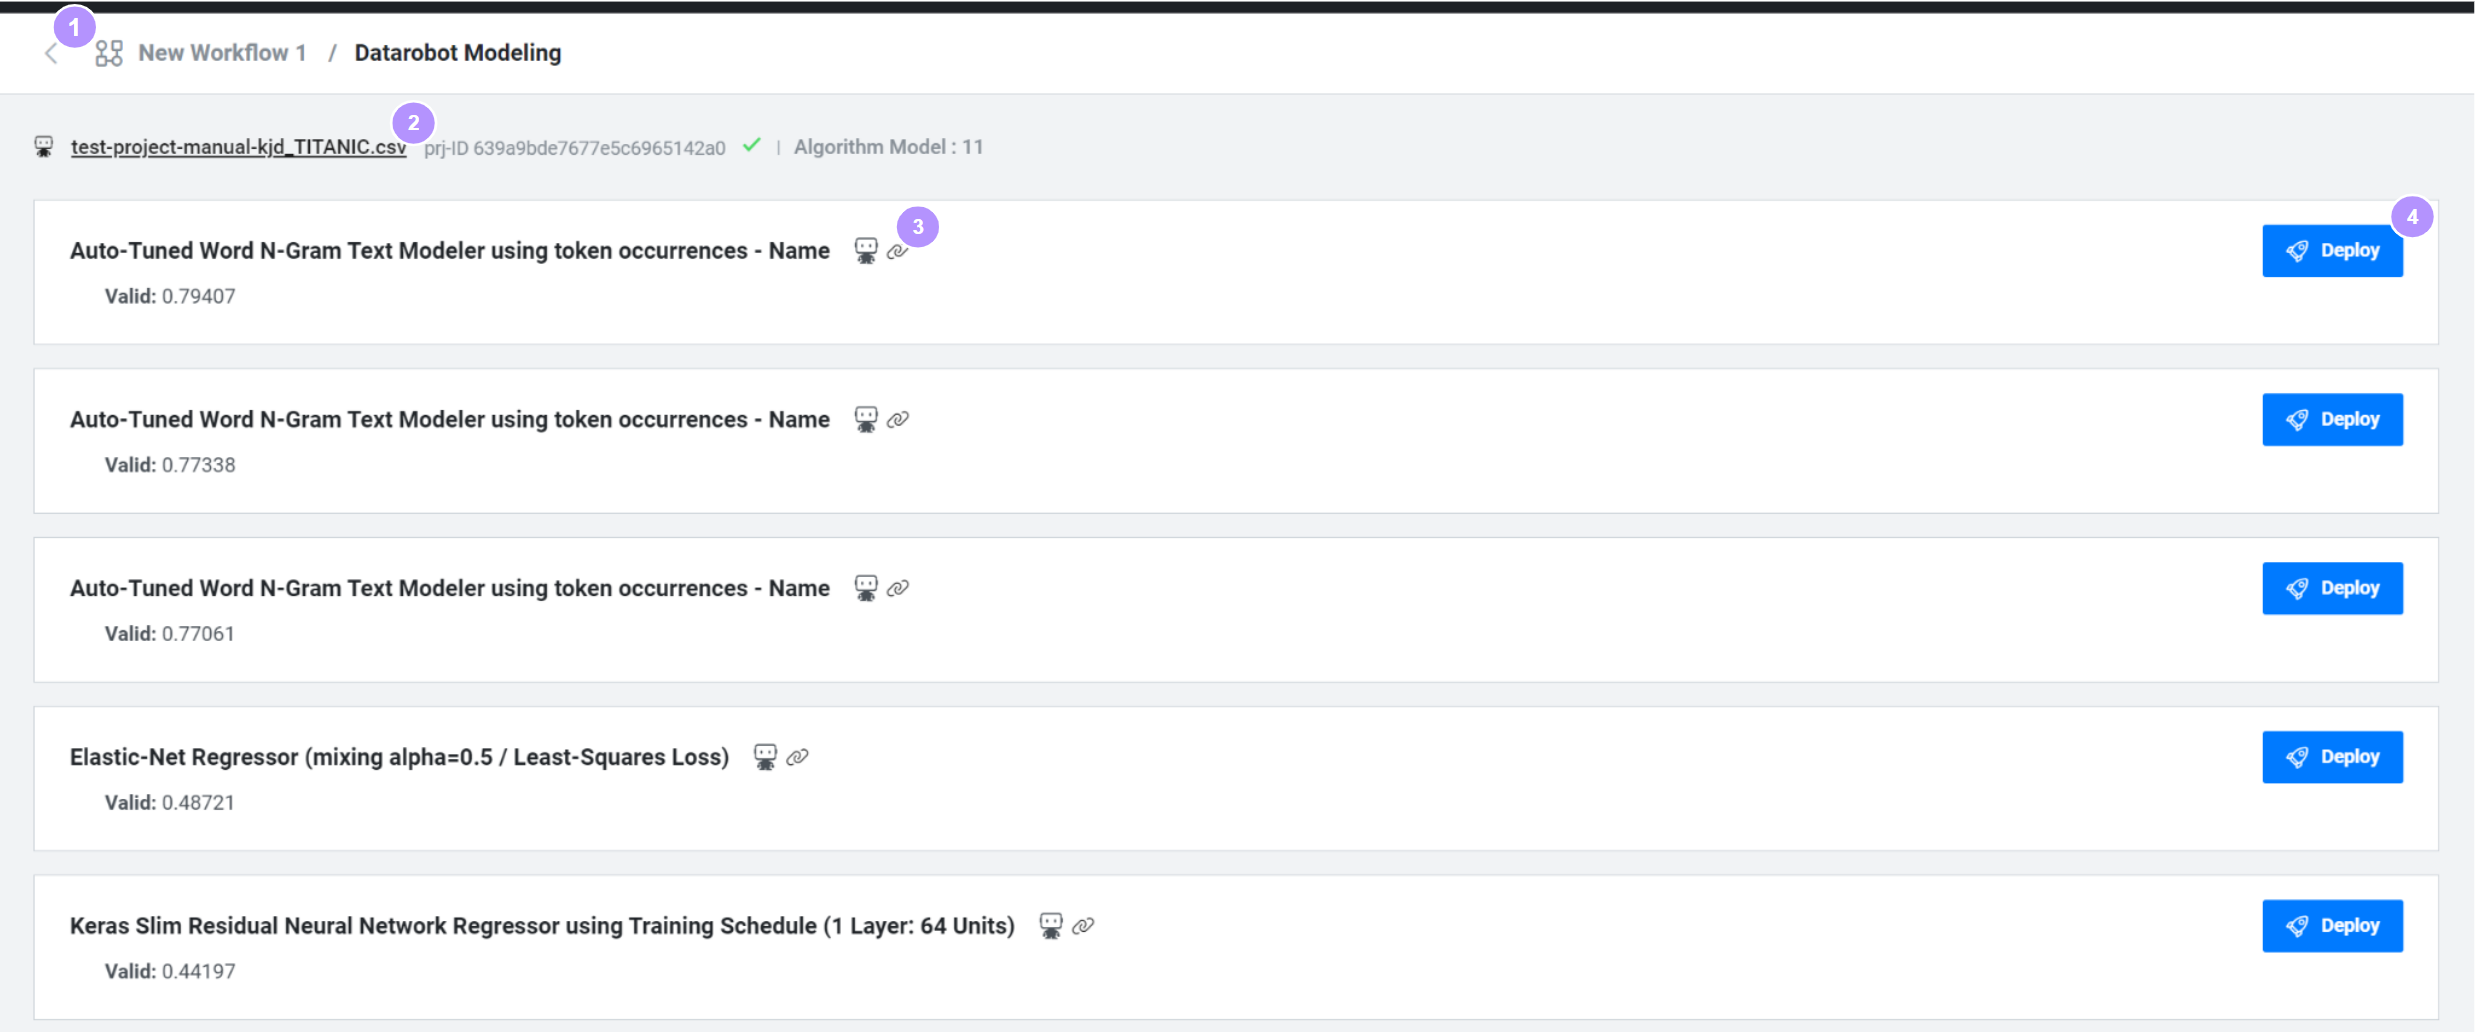 1
New Workflow 1 / Datarobot Modeling
2
test-project-manual-kjd_TITANIC.csv prj-ID 639a9bde7677e5c6965142a0 | Algorithm Model : 11
3
4
Auto-Tuned Word N-Gram Text Modeler using token occurrences - Name
Deploy
Valid: 0.79407
Auto-Tuned Word N-Gram Text Modeler using token occurrences - Name
Deploy
Valid: 0.77338
Auto-Tuned Word N-Gram Text Modeler using token occurrences - Name
Deploy
Valid: 0.77061
Elastic-Net Regressor (mixing alpha=0.5 / Least-Squares Loss)
Deploy
Valid: 0.48721
Keras Slim Residual Neural Network Regressor using Training Schedule (1 Layer: 64 Units)
Deploy
Valid: 0.44197